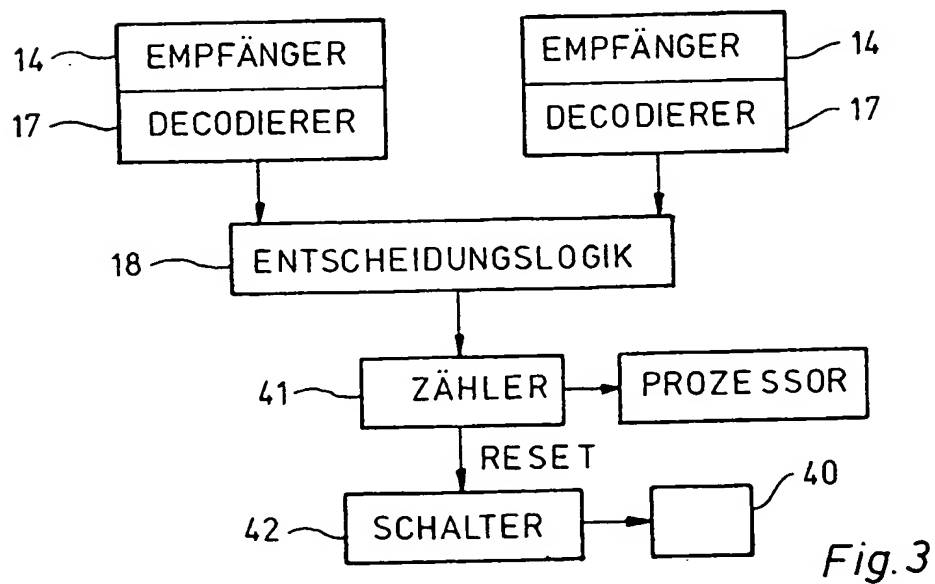 14 EMPFÄNGER EMPFÄNGER 14
17 DECODIERER DECODIERER 17
18 ENTSCHEIDUNGSLOGIK
41 ZÄHLER PROZESSOR
RESET
42 SCHALTER 40
Fig. 3